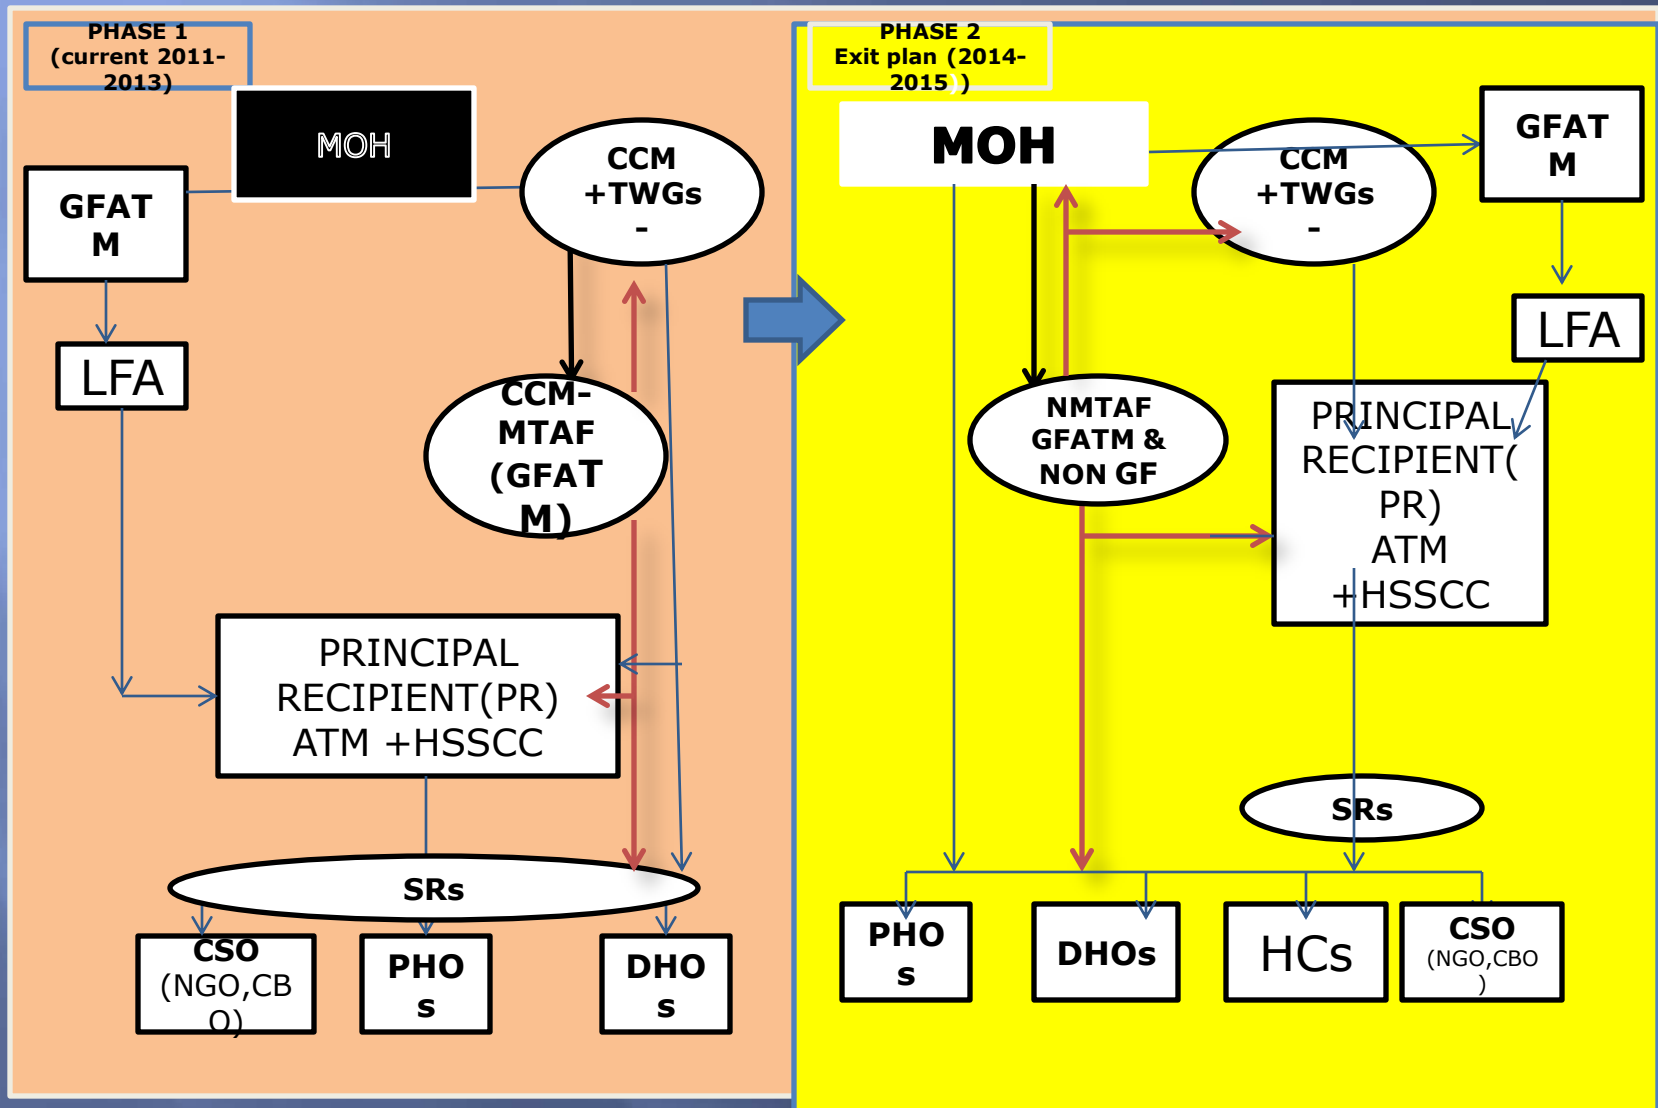 PHASE 1
(current 2011-
2013)
MOH
GFAT
M
CCM
+TWGs
-
LFA
CCM-
MTAF
(GFAT
M)
PRINCIPAL
RECIPIENT(PR)
ATM +HSSCC
SRs
CSO
(NGO,CB
O)
PHO
s
DHO
s
PHASE 2
Exit plan (2014-
2015))
MOH
CCM
+TWGs
-
GFAT
M
LFA
NMTAF
GFATM &
NON GF
PRINCIPAL
RECIPIENT(
PR)
ATM
+HSSCC
SRs
PHO
s
DHOs
HCs
CSO
(NGO,CBO
)